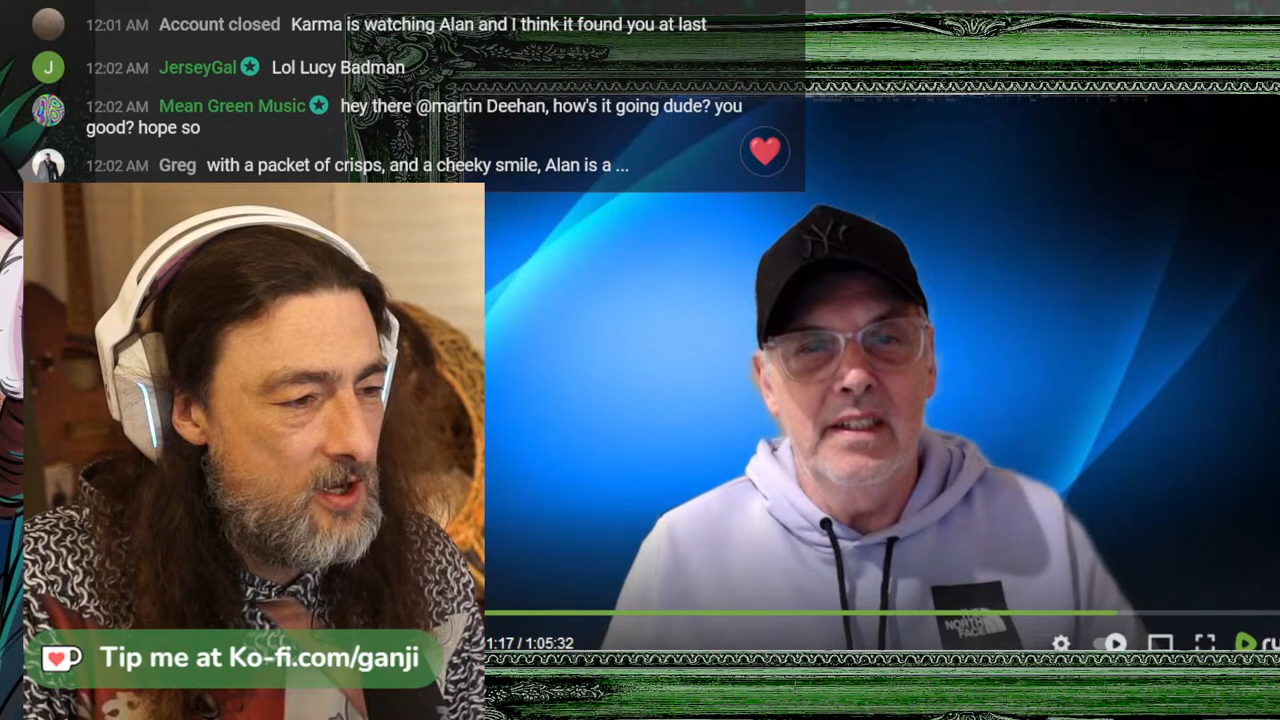 12:01 AM Account closed Karma is watching Alan and I think it found you at last
J 12:02 AM JerseyGal Lol Lucy Badman
12:02 AM Mean Green Music hey there @martin Deehan, how's it going dude? you
good? hope so
12:02 AM Greg with a packet of crisps, and a cheeky smile, Alan is a ...
NY
THE
NORTH
FACE
1:17 / 1:05:32
ru
Tip me at Ko-fi.com/ganji